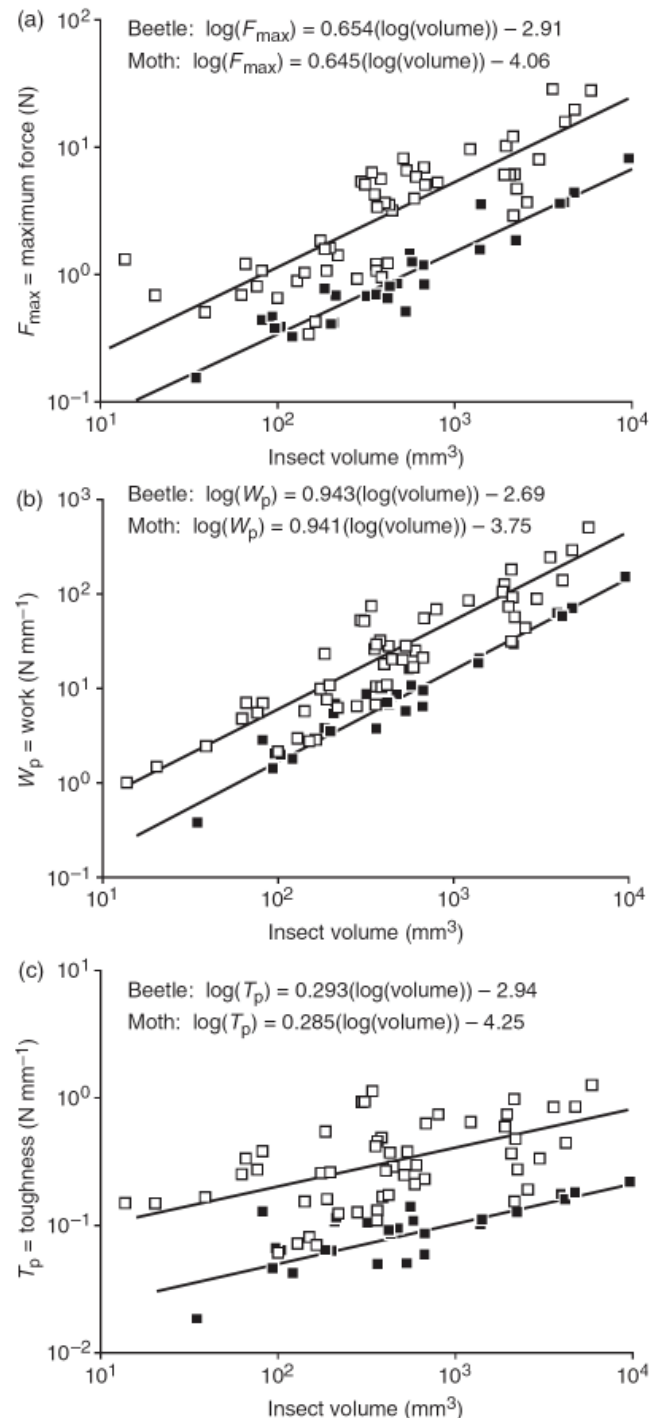 (a)
Beetle: log(Fmax) = 0.654(log(volume)) − 2.91
Moth: log(Fmax) = 0.645(log(volume)) − 4.06
Fmax = maximum force (N)
10²
10¹
10⁰
10⁻¹
10¹ 10² 10³ 10⁴
Insect volume (mm³)
(b)
Beetle: log(Wp) = 0.943(log(volume)) − 2.69
Moth: log(Wp) = 0.941(log(volume)) − 3.75
Wp = work (N mm⁻¹)
10³
10²
10¹
10⁰
10⁻¹
10¹ 10² 10³ 10⁴
Insect volume (mm³)
(c)
Beetle: log(Tp) = 0.293(log(volume)) − 2.94
Moth: log(Tp) = 0.285(log(volume)) − 4.25
Tp = toughness (N mm⁻¹)
10¹
10⁰
10⁻¹
10⁻²
10¹ 10² 10³ 10⁴
Insect volume (mm³)